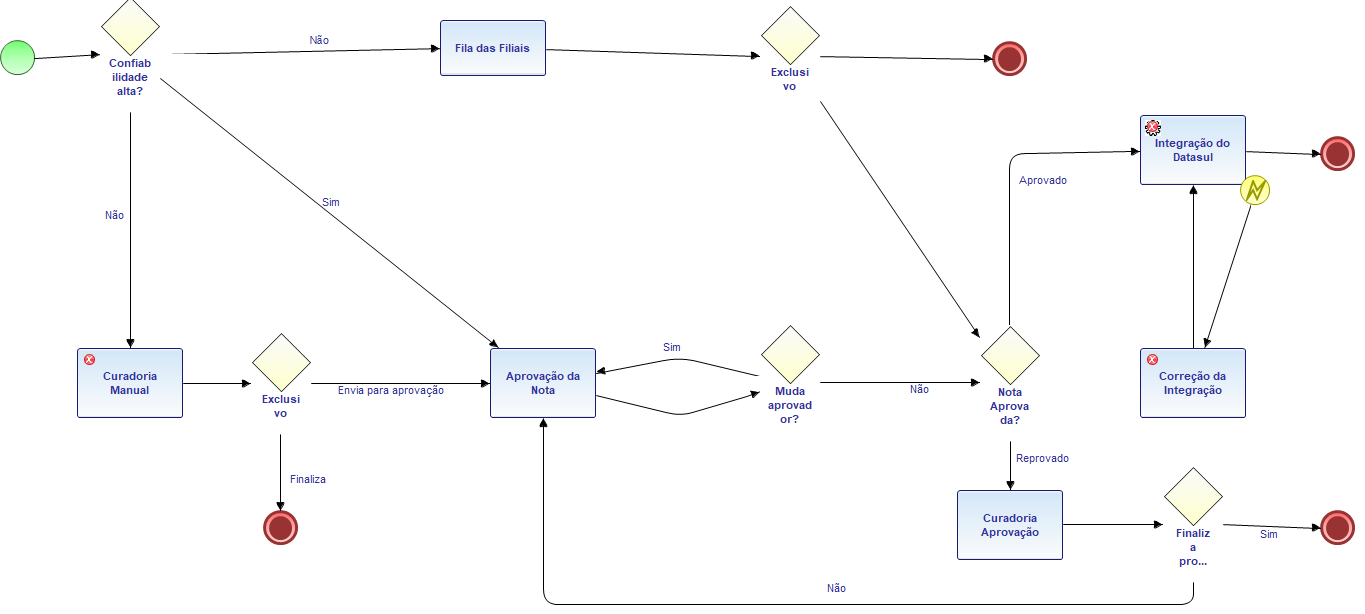 Não
Fila das Filiais
Confiab
ilidade
alta?
Exclusi
vo
Integração do
Datasul
Aprovado
Sim
Não
Curadoria
Manual
Exclusi
vo
Envia para aprovação
Aprovação da
Nota
Sim
Muda
aprovad
or?
Não
Nota
Aprova
da?
Correção da
Integração
Finaliza
Reprovado
Curadoria
Aprovação
Finaliz
a
pro...
Sim
Não